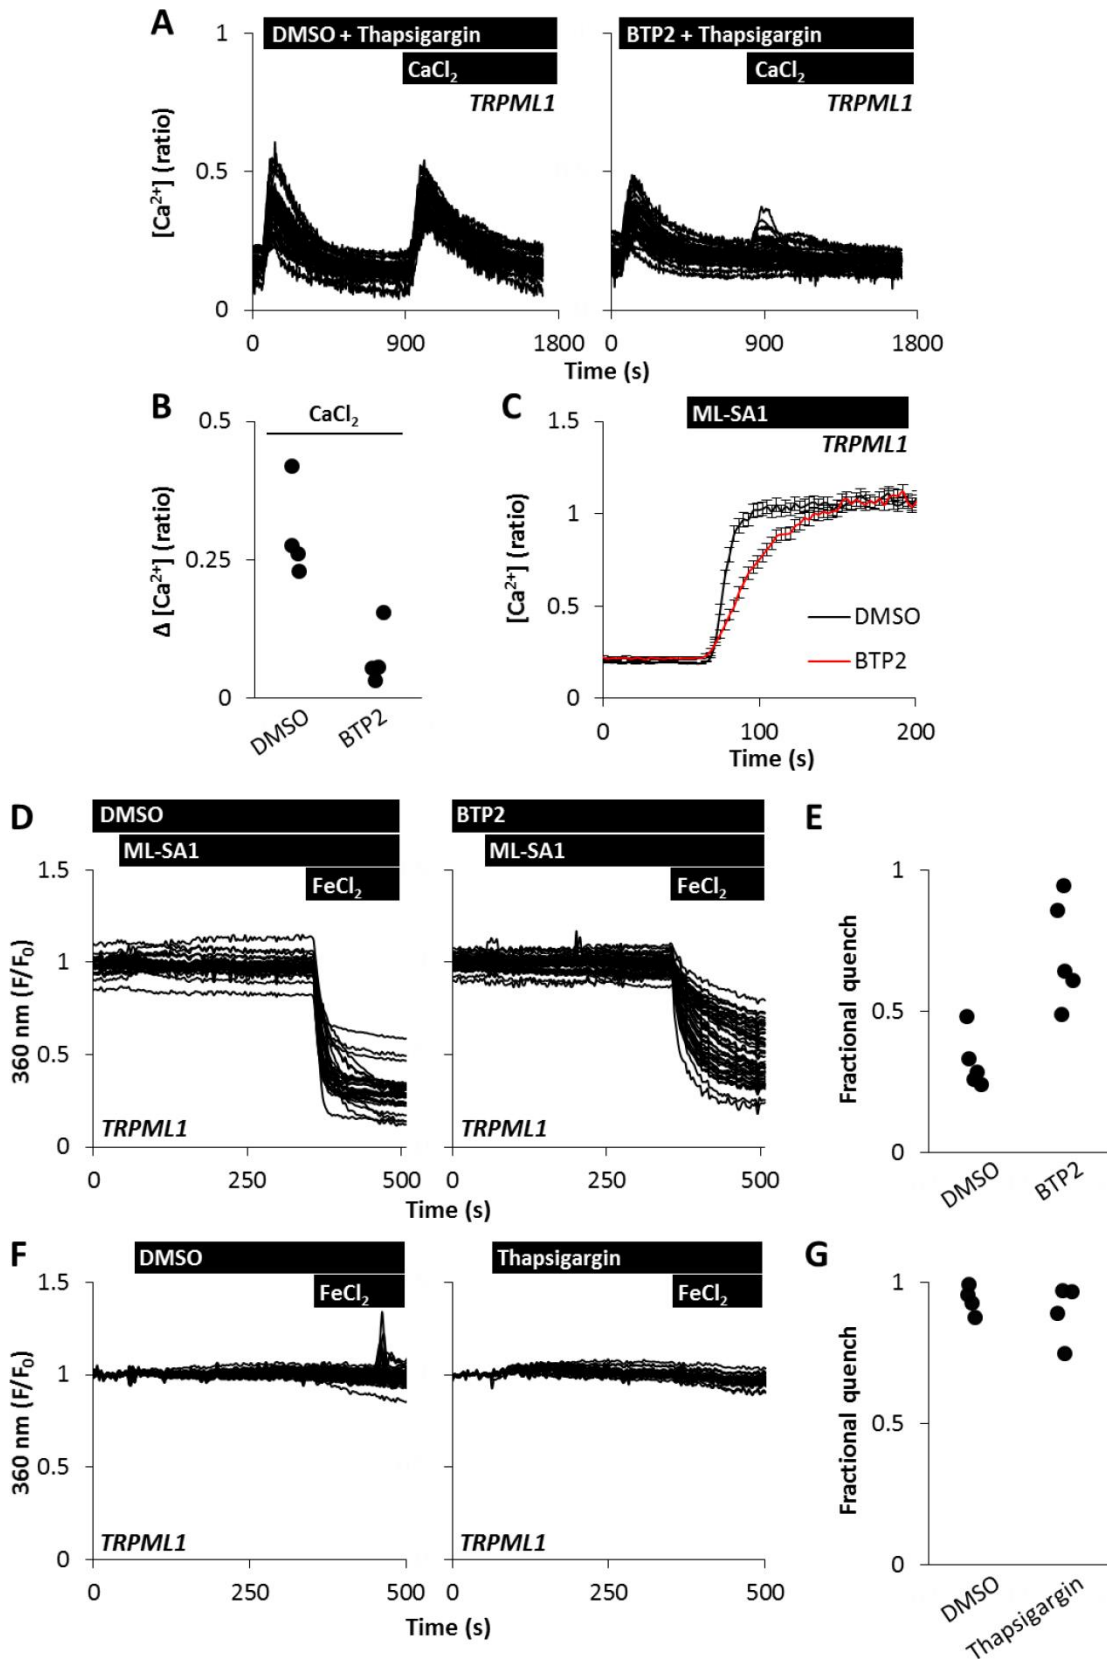 A
DMSO + Thapsigargin
CaCl₂
TRPML1
BTP2 + Thapsigargin
CaCl₂
TRPML1
[Ca²⁺] (ratio)
1
0.5
0
0
900
1800
0
900
1800
Time (s)
B
CaCl₂
Δ [Ca²⁺] (ratio)
0.5
0.25
0
DMSO
BTP2
C
ML-SA1
TRPML1
[Ca²⁺] (ratio)
1.5
1
0.5
0
DMSO
BTP2
0
100
200
Time (s)
D
DMSO
ML-SA1
FeCl₂
BTP2
ML-SA1
FeCl₂
360 nm (F/F₀)
1.5
1
0.5
0
TRPML1
TRPML1
0
250
500
0
250
500
Time (s)
E
Fractional quench
1
0.5
0
DMSO
BTP2
F
DMSO
FeCl₂
Thapsigargin
FeCl₂
360 nm (F/F₀)
1.5
1
0.5
0
TRPML1
TRPML1
0
250
500
0
250
500
Time (s)
G
Fractional quench
1
0.5
0
DMSO
Thapsigargin